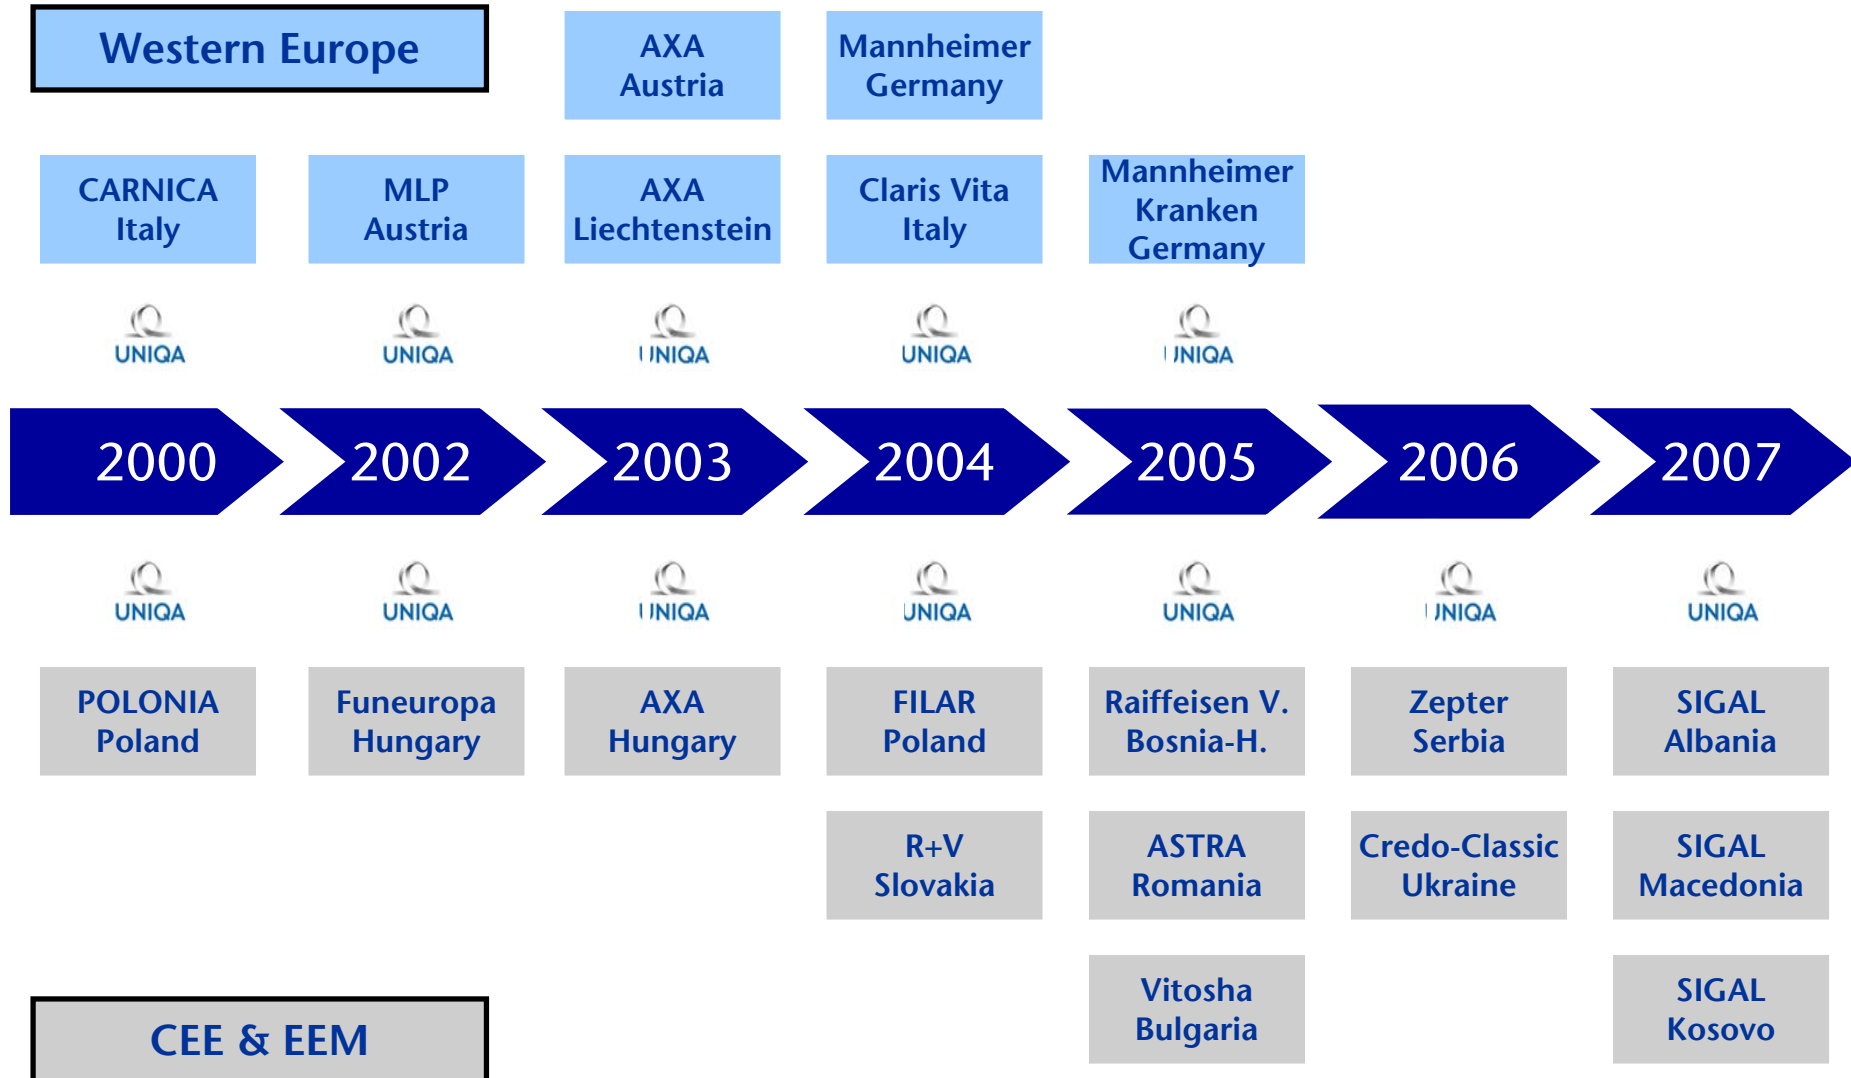 Western Europe
AXA
Austria
Mannheimer
Germany
CARNICA
Italy
MLP
Austria
AXA
Liechtenstein
Claris Vita
Italy
Mannheimer
Kranken
Germany
UNIQA
UNIQA
UNIQA
UNIQA
UNIQA
2000
2002
2003
2004
2005
2006
2007
UNIQA
UNIQA
UNIQA
UNIQA
UNIQA
UNIQA
UNIQA
POLONIA
Poland
Funeuropa
Hungary
AXA
Hungary
FILAR
Poland
Raiffeisen V.
Bosnia-H.
Zepter
Serbia
SIGAL
Albania
R+V
Slovakia
ASTRA
Romania
Credo-Classic
Ukraine
SIGAL
Macedonia
Vitosha
Bulgaria
SIGAL
Kosovo
CEE & EEM